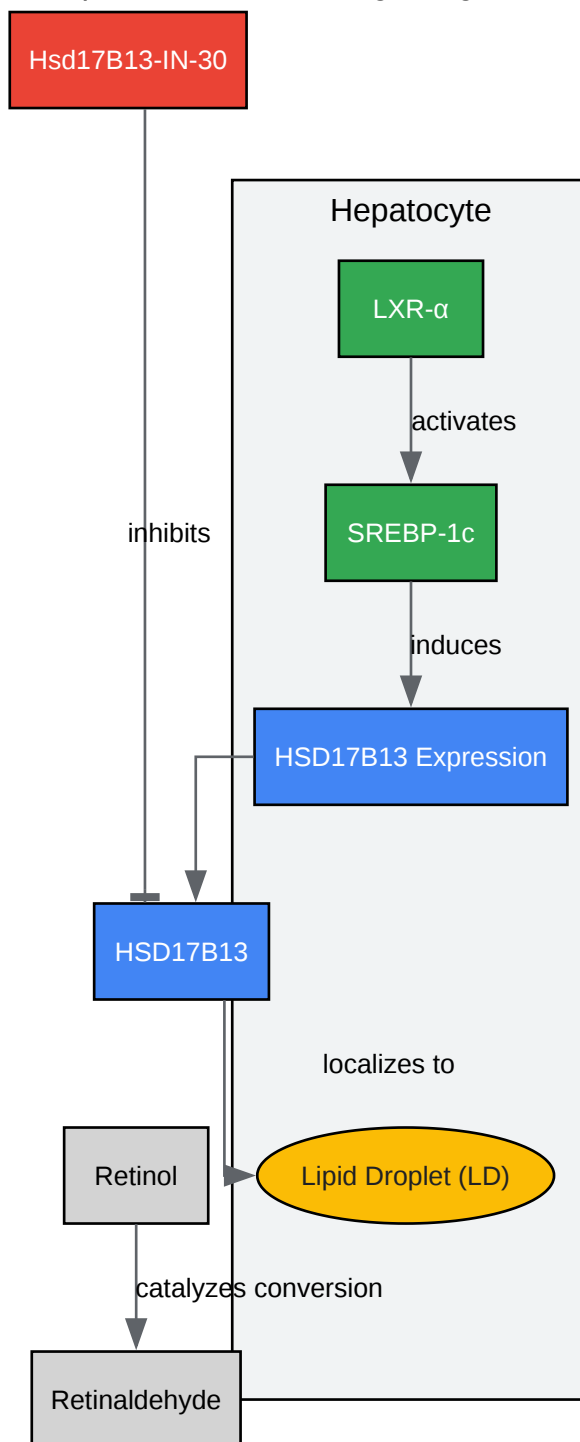 Hsd17B13-IN-30
Hepatocyte
LXR-α
activates
SREBP-1c
inhibits
induces
HSD17B13 Expression
HSD17B13
localizes to
Retinol
Lipid Droplet (LD)
catalyzes conversion
Retinaldehyde